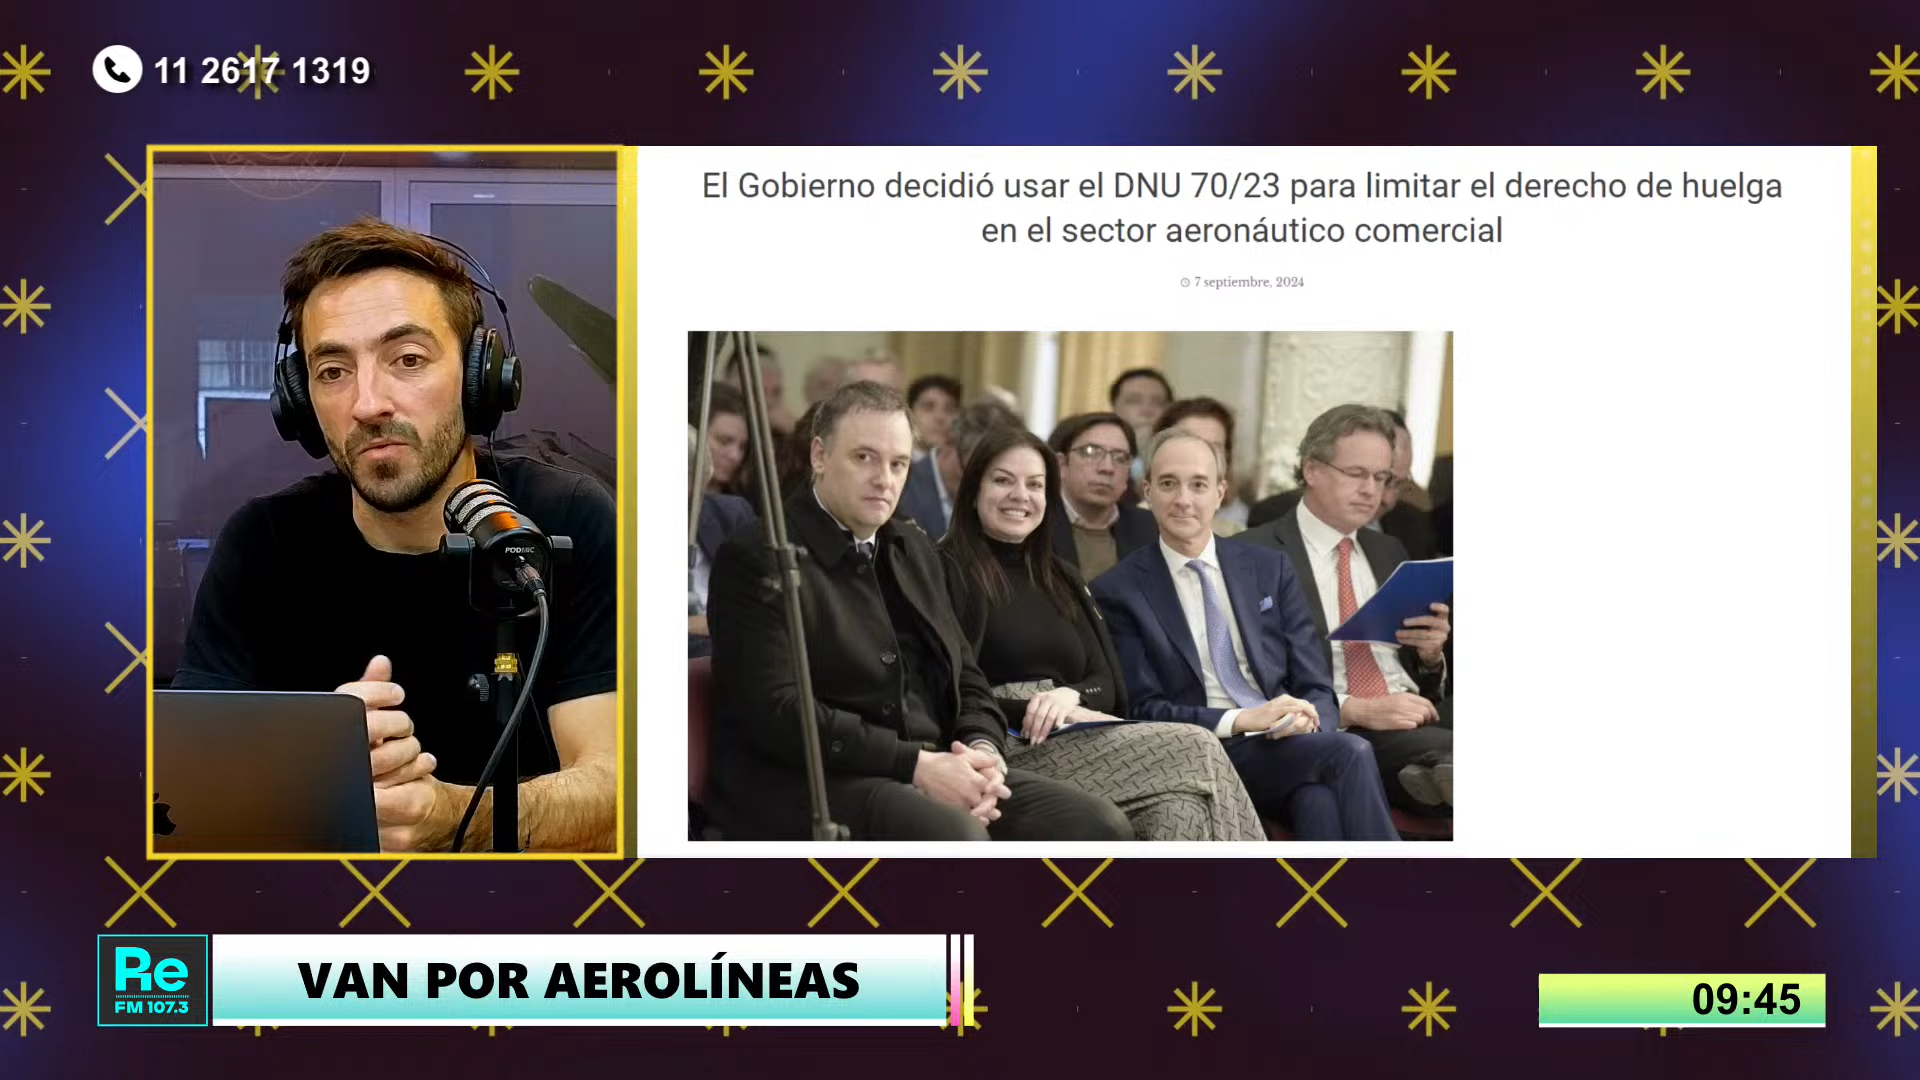 11 2617 1319
El Gobierno decidió usar el DNU 70/23 para limitar el derecho de huelga
en el sector aeronáutico comercial
7 septiembre, 2024
PODMIC
Re
FM 107.3
VAN POR AEROLÍNEAS
09:45